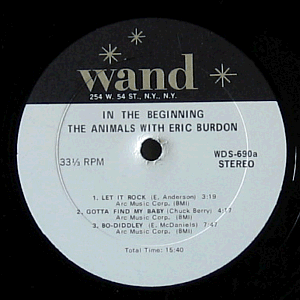 wand
254 W. 54 ST., N.Y., N.Y.
IN THE BEGINNING
THE ANIMALS WITH ERIC BURDON
33⅓ RPM
WDS-690a
STEREO
1. LET IT ROCK (E. Anderson) 3:19
Arc Music Corp. (BMI)
2. GOTTA FIND MY BABY (Chuck Berry) 4:17
Arc Music Corp. (BMI)
3. BO-DIDDLEY (E. McDaniels) 7:47
Arc Music Corp. (BMI)
Total Time: 15:40